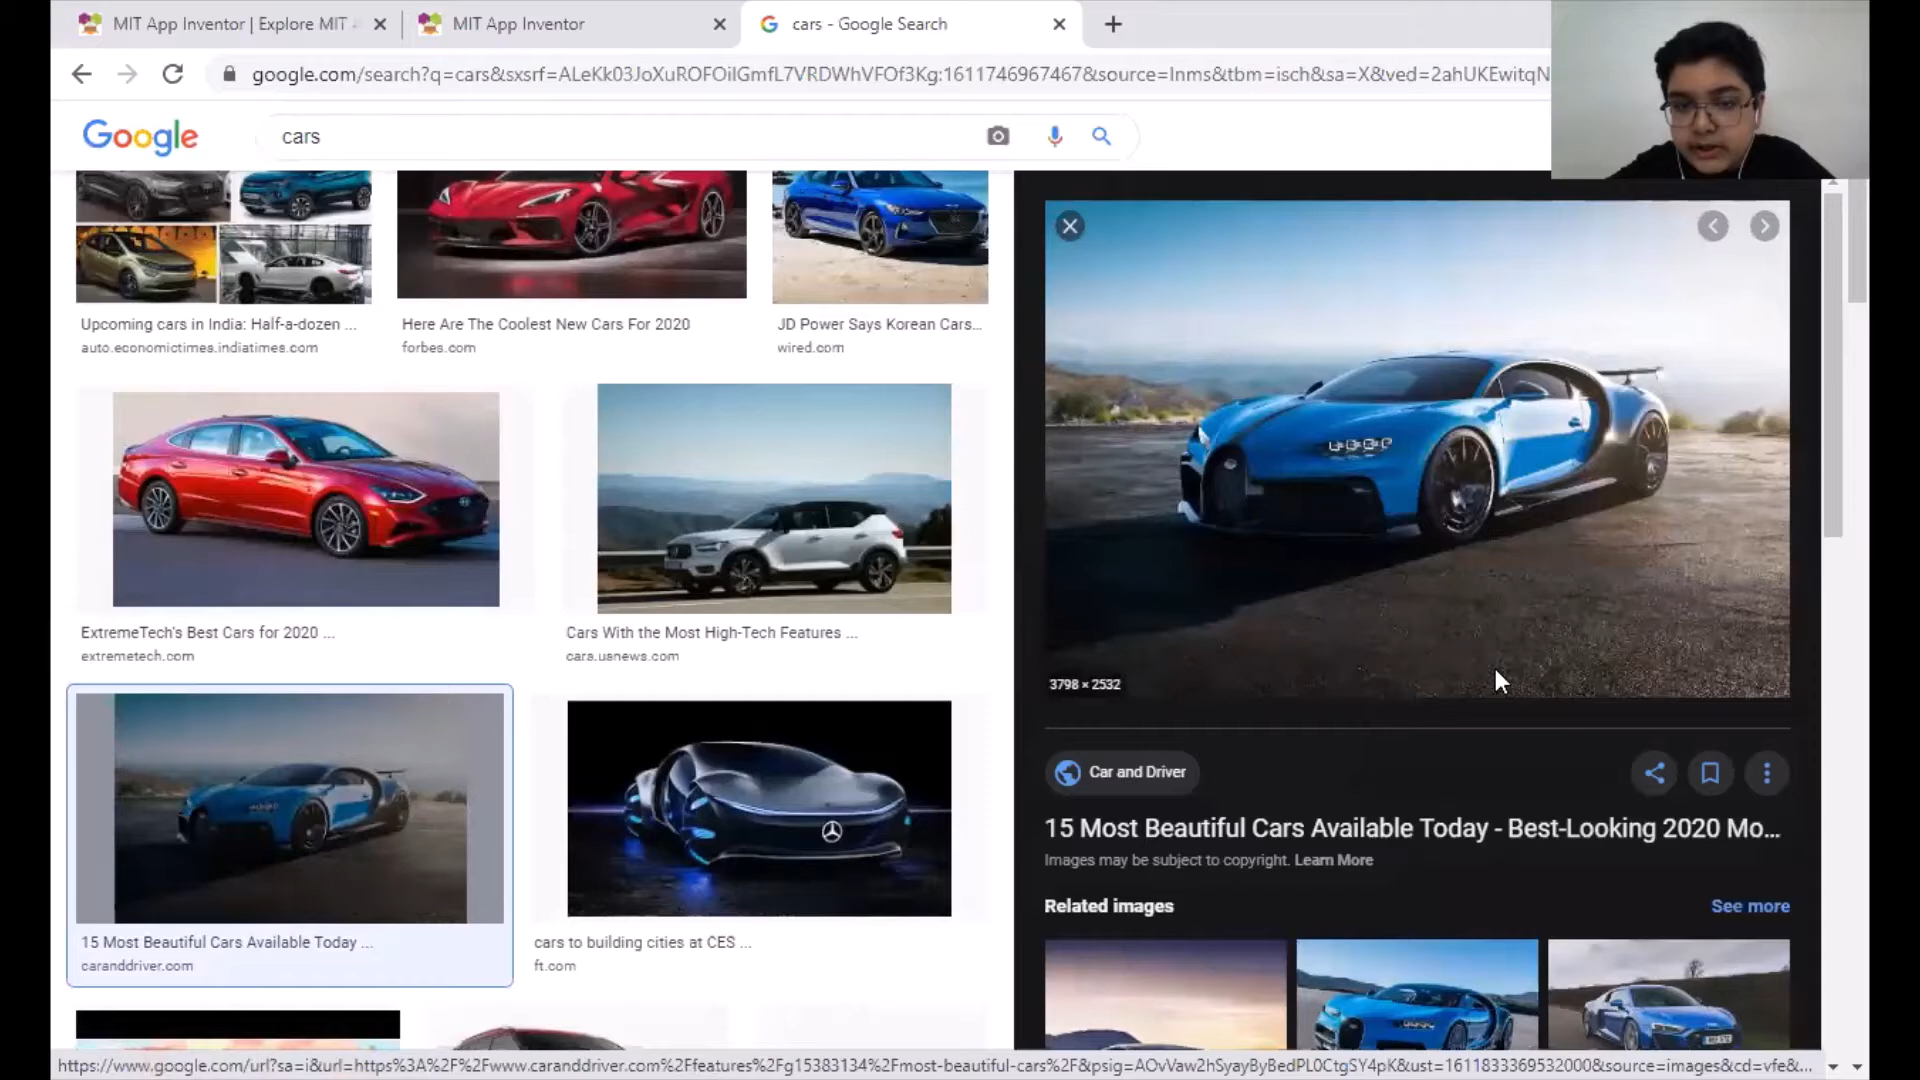 MIT App Inventor | Explore MIT
MIT App Inventor
cars - Google Search
google.com/search?q=cars&sxsrf=ALeKk03JoXuROFOiIGmfL7VRDWhVFOf3Kg:1611746967467&source=lnms&tbm=isch&sa=X&ved=2ahUKEwitqN
Google
cars
Upcoming cars in India: Half-a-dozen ...
auto.economictimes.indiatimes.com
Here Are The Coolest New Cars For 2020
forbes.com
JD Power Says Korean Cars...
wired.com
ExtremeTech's Best Cars for 2020 ...
extremetech.com
Cars With the Most High-Tech Features ...
cars.usnews.com
15 Most Beautiful Cars Available Today ...
caranddriver.com
cars to building cities at CES ...
ft.com
3798 × 2532
Car and Driver
15 Most Beautiful Cars Available Today - Best-Looking 2020 Mo...
Images may be subject to copyright. Learn More
Related images
See more
https://www.google.com/url?sa=i&url=https%3A%2F%2Fwww.caranddriver.com%2Ffeatures%2Fg15383134%2Fmost-beautiful-cars%2F&psig=AOvVaw2hSyayByBedPL0CtgSY4pK&ust=1611833369532000&source=images&cd=vfe&...